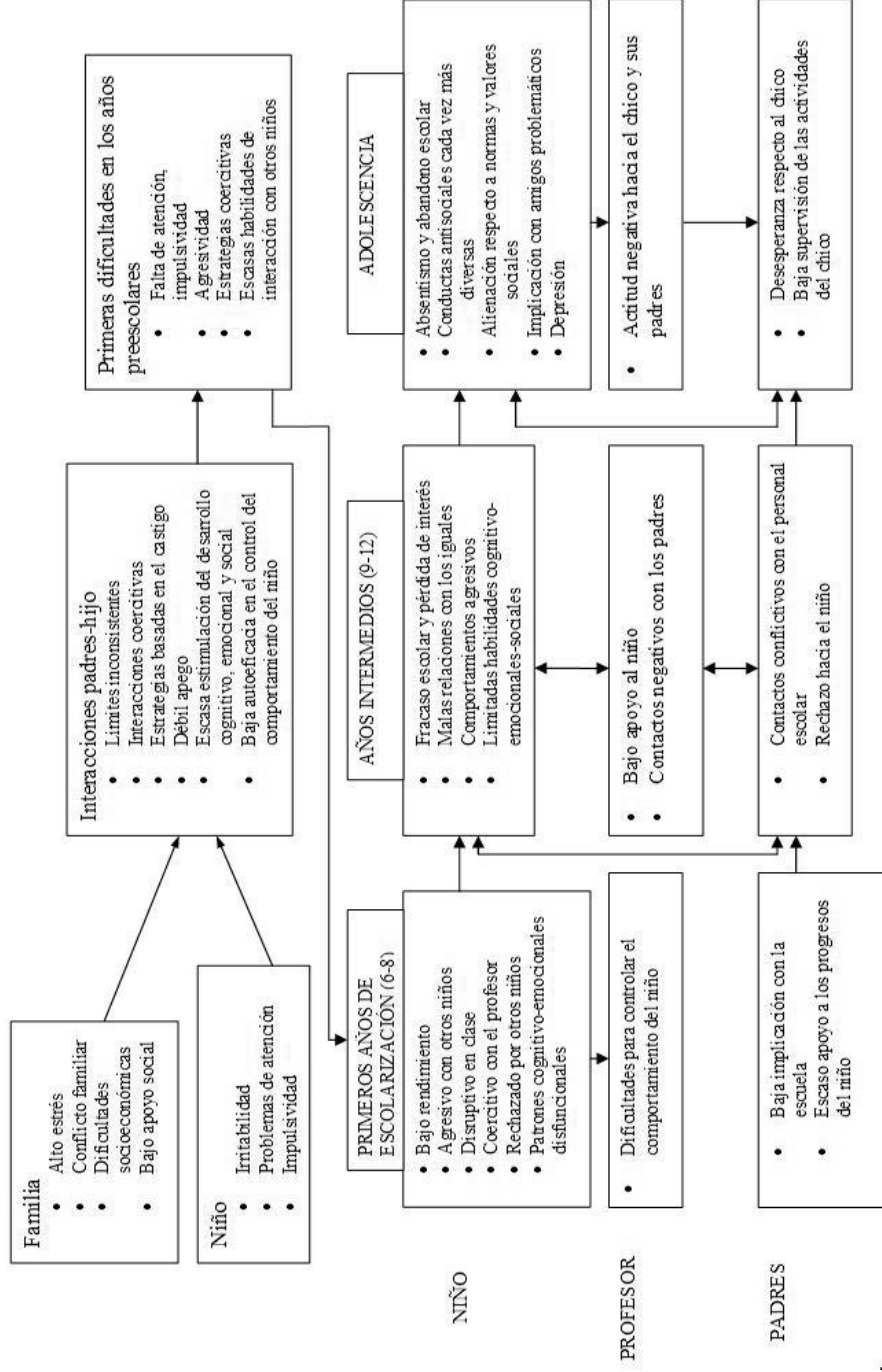 Familia
• Alto estrés
• Conflicto familiar
• Dificultades
socioeconómicas
• Bajo apoyo social
Niño
• Irritabilidad
• Problemas de atención
• Impulsividad
Interacciones padres-hijo
• Limites inconsistentes
• Interacciones coercitivas
• Estrategias basadas en el castigo
• Débil apego
• Escasa estimulación del desarrollo
cognitivo, emocional y social
• Baja autoeficacia en el control del
comportamiento del niño
Primeras dificultades en los años
preescolares
• Falta de atención,
impulsividad
• Agresividad
• Estrategias coercitivas
• Escasas habilidades de
interacción con otros niños
PRIMEROS AÑOS DE
ESCOLARIZACIÓN (6-8)
AÑOS INTERMEDIOS (9-12)
ADOLESCENCIA
NIÑO
• Bajo rendimiento
• Agresivo con otros niños
• Disruptivo en clase
• Coercitivo con el profesor
• Rechazado por otros niños
• Patrones cognitivo-emocionales
disfuncionales
• Fracaso escolar y pérdida de interés
• Malas relaciones con los iguales
• Comportamientos agresivos
• Limitadas habilidades cognitivo-
emocionales-sociales
• Absentismo y abandono escolar
• Conductas antisociales cada vez más
diversas
• Alienación respecto a normas y valores
sociales
• Implicación con amigos problemáticos
• Depresión
PROFESOR
• Dificultades para controlar el
comportamiento del niño
• Bajo apoyo al niño
• Contactos negativos con los padres
• Actitud negativa hacia el chico y sus
padres
PADRES
• Baja implicación con la
escuela
• Escaso apoyo a los progresos
del niño
• Contactos conflictivos con el personal
escolar
• Rechazo hacia el niño
• Desesperanza respecto al chico
• Baja supervisión de las actividades
del chico